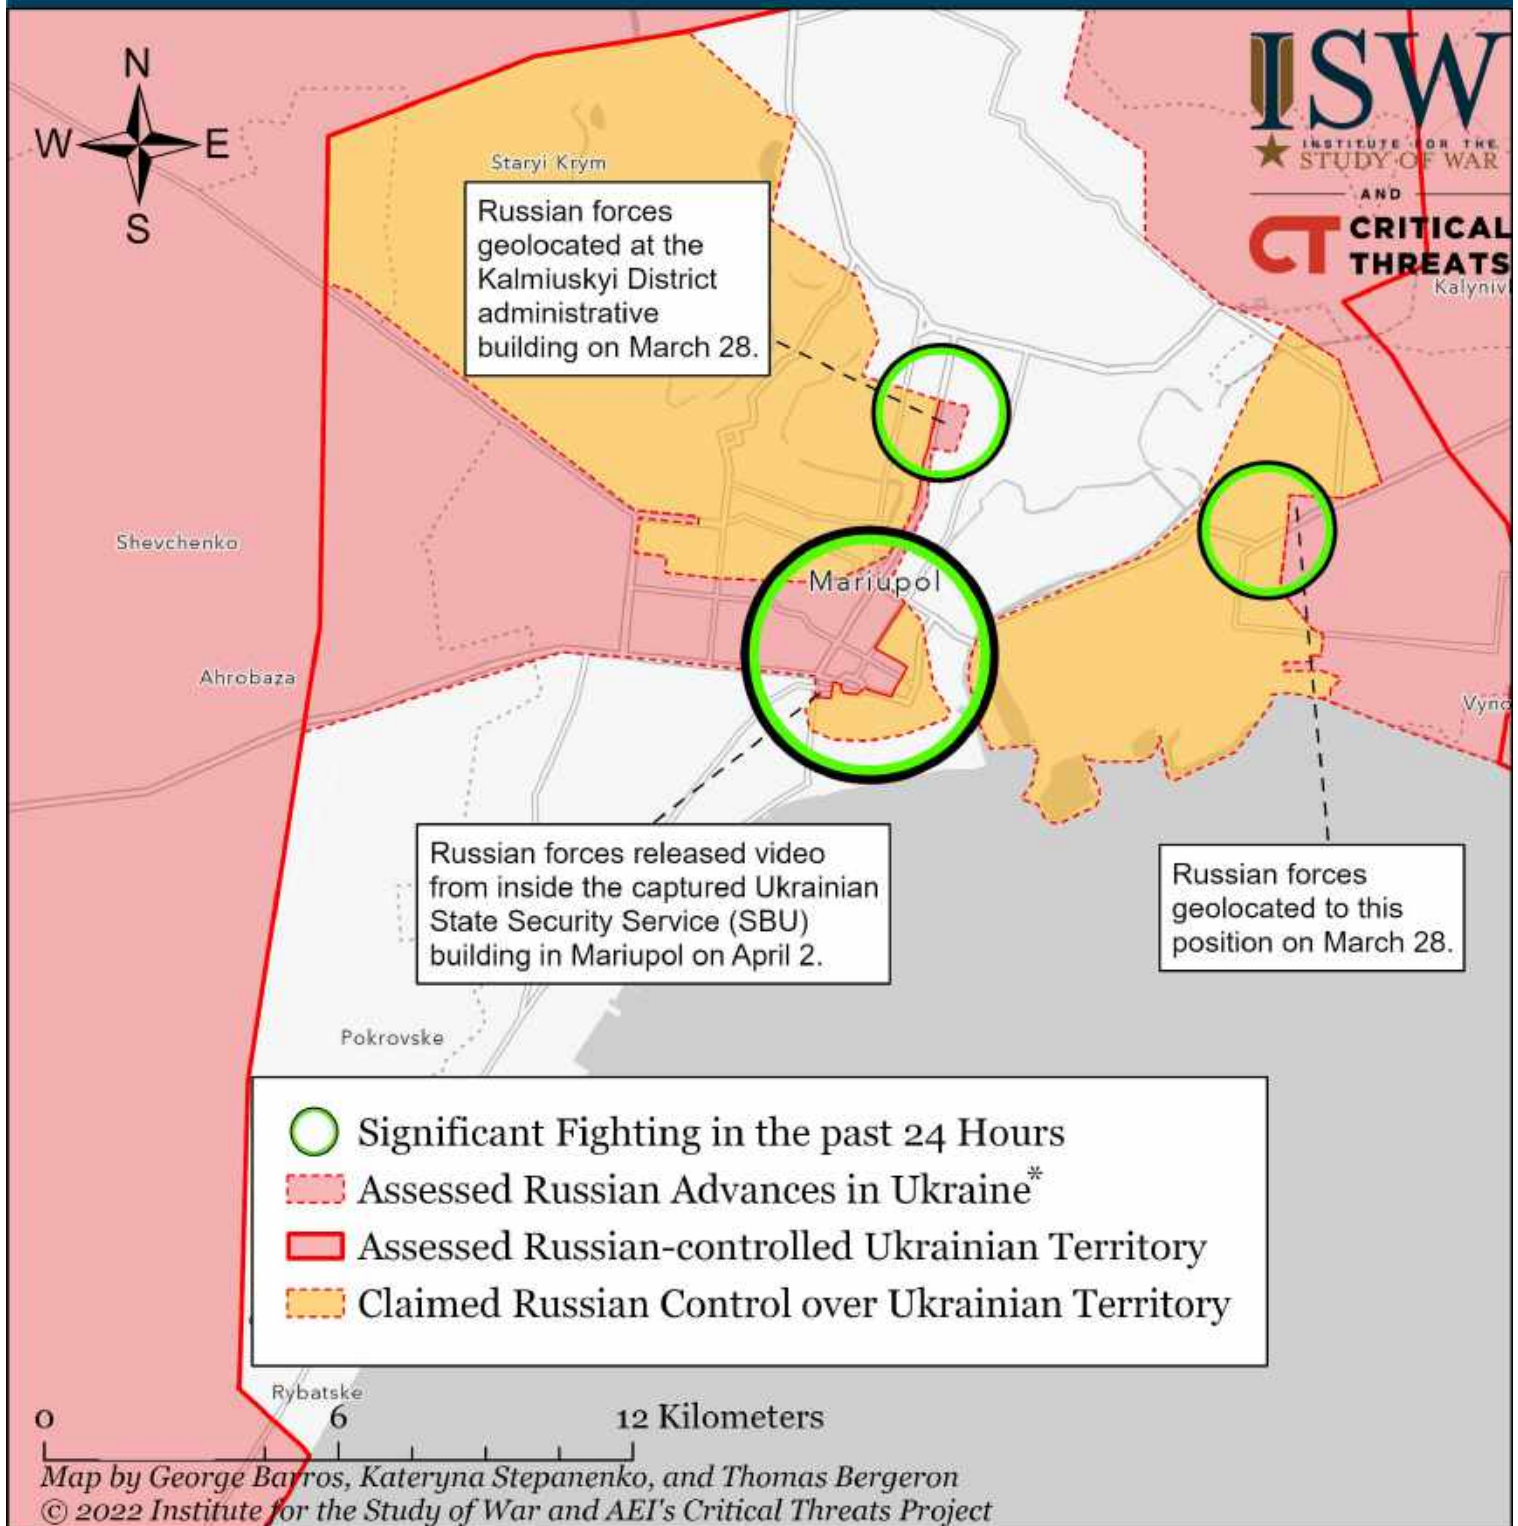 N
W E
S
ISW
INSTITUTE FOR THE
STUDY OF WAR
AND
CT CRITICAL
THREATS
Staryi Krym
Russian forces
geolocated at the
Kalmiuskyi District
administrative
building on March 28.
Shevchenko
Mariupol
Ahrobaza
Russian forces released video
from inside the captured Ukrainian
State Security Service (SBU)
building in Mariupol on April 2.
Russian forces
geolocated to this
position on March 28.
Pokrovske
Significant Fighting in the past 24 Hours
Assessed Russian Advances in Ukraine*
Assessed Russian-controlled Ukrainian Territory
Claimed Russian Control over Ukrainian Territory
Rybatske
0 6 12 Kilometers
Map by George Barros, Kateryna Stepanenko, and Thomas Bergeron
© 2022 Institute for the Study of War and AEI's Critical Threats Project